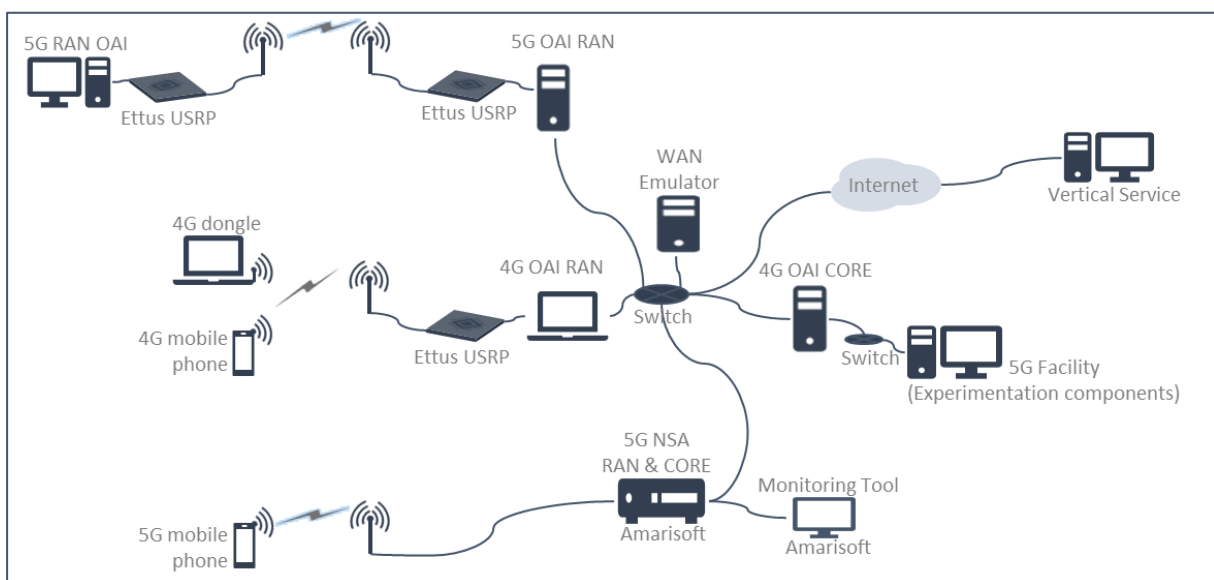 5G RAN OAI
Ettus USRP
5G OAI RAN
Ettus USRP
WAN
Emulator
Internet
Vertical Service
4G dongle
4G mobile
phone
Ettus USRP
4G OAI RAN
Switch
4G OAI CORE
Switch
5G Facility
(Experimentation components)
5G NSA
RAN & CORE
Amarisoft
Monitoring Tool
Amarisoft
5G mobile
phone